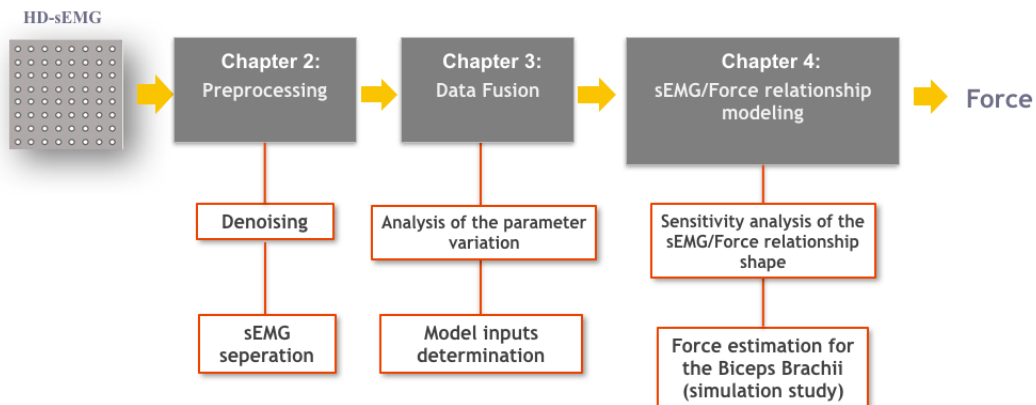 HD-sEMG
Chapter 2:
Preprocessing
Chapter 3:
Data Fusion
Chapter 4:
sEMG/Force relationship
modeling
Force
Denoising
sEMG
seperation
Analysis of the parameter
variation
Model inputs
determination
Sensitivity analysis of the
sEMG/Force relationship
shape
Force estimation for
the Biceps Brachii
(simulation study)